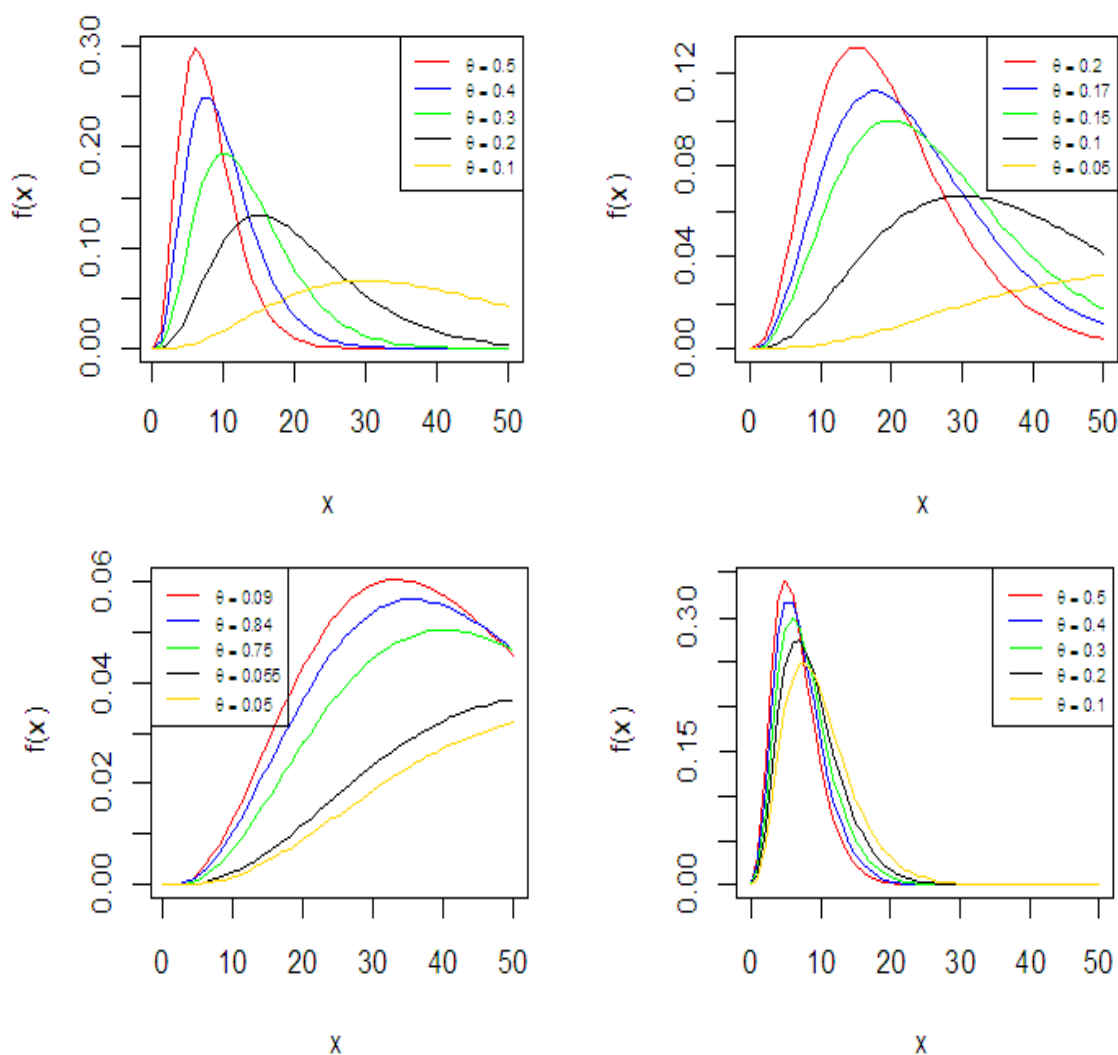 f(x)
0.00
0.10
0.20
0.30
θ = 0.5
θ = 0.4
θ = 0.3
θ = 0.2
θ = 0.1
0 10 20 30 40 50
X
f(x)
0.00
0.04
0.08
0.12
θ = 0.2
θ = 0.17
θ = 0.15
θ = 0.1
θ = 0.05
0 10 20 30 40 50
X
f(x)
0.00
0.02
0.04
0.06
θ = 0.09
θ = 0.84
θ = 0.75
θ = 0.055
θ = 0.05
0 10 20 30 40 50
X
f(x)
0.00
0.15
0.30
θ = 0.5
θ = 0.4
θ = 0.3
θ = 0.2
θ = 0.1
0 10 20 30 40 50
X